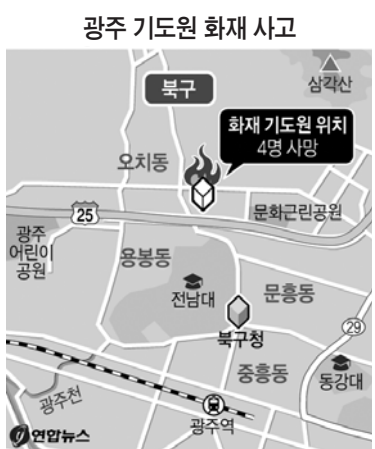 광주 기도원 화재 사고
북구
삼각산
화재 기도원 위치
4명 사망
오치동
25
문화근린공원
광주
어린이
공원
용봉동
전남대
문흥동
북구청
29
중흥동
동강대
광주천
광주역
연합뉴스